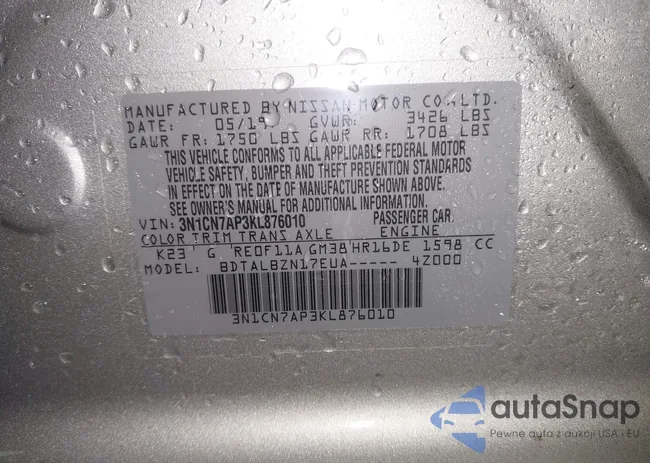 MANUFACTURED BY NISSAN MOTOR CO.,LTD.
DATE: 05/19 GVWR: 3426 LBS
GAWR FR: 1750 LBS GAWR RR: 1708 LBS
THIS VEHICLE CONFORMS TO ALL APPLICABLE FEDERAL MOTOR
VEHICLE SAFETY, BUMPER AND THEFT PREVENTION STANDARDS
IN EFFECT ON THE DATE OF MANUFACTURE SHOWN ABOVE.
SEE OWNER'S MANUAL FOR ADDITIONAL INFORMATION.
VIN: 3N1CN7AP3KL876010 PASSENGER CAR.
COLOR TRIM TRANS AXLE ENGINE
K23 G RE0F11A GM38 HR16DE 1598 CC
MODEL: BDTALBZN17EUA----- 4Z000
3N1CN7AP3KL876010
autoSnap
Pewne auta z aukcji USA i EU